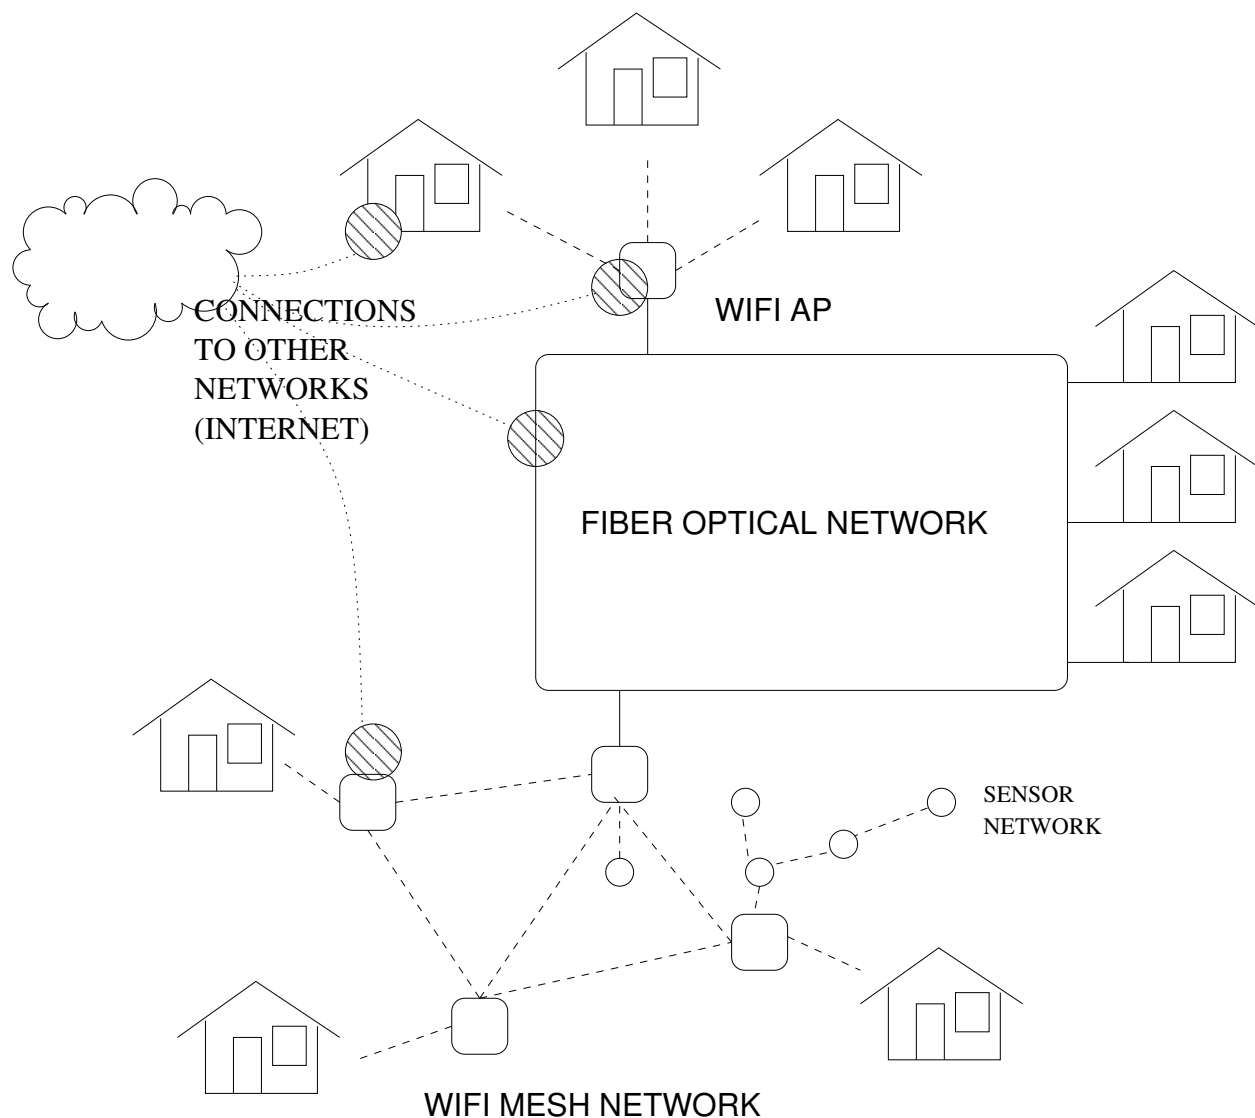 CONNECTIONS
TO OTHER
NETWORKS
(INTERNET)
WIFI AP
FIBER OPTICAL NETWORK
SENSOR
NETWORK
WIFI MESH NETWORK